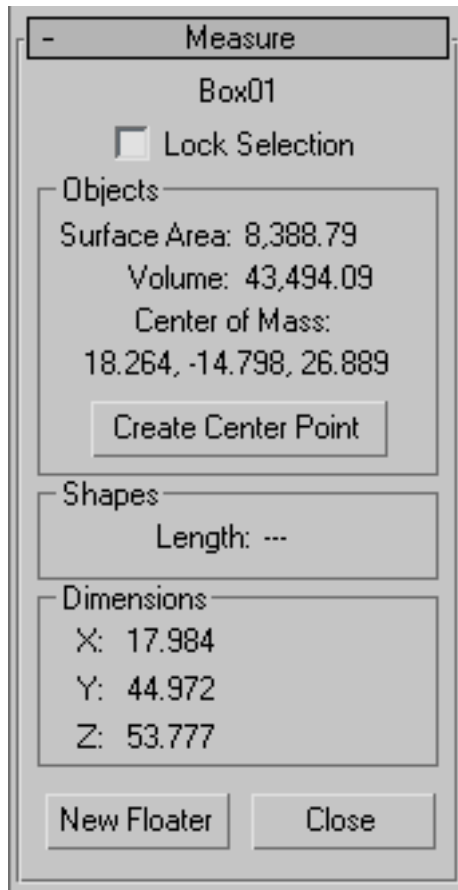 - Measure
Box01
Lock Selection
Objects
Surface Area: 8,388.79
Volume: 43,494.09
Center of Mass:
18.264, -14.798, 26.889
Create Center Point
Shapes
Length: ---
Dimensions
X: 17.984
Y: 44.972
Z: 53.777
New Floater Close